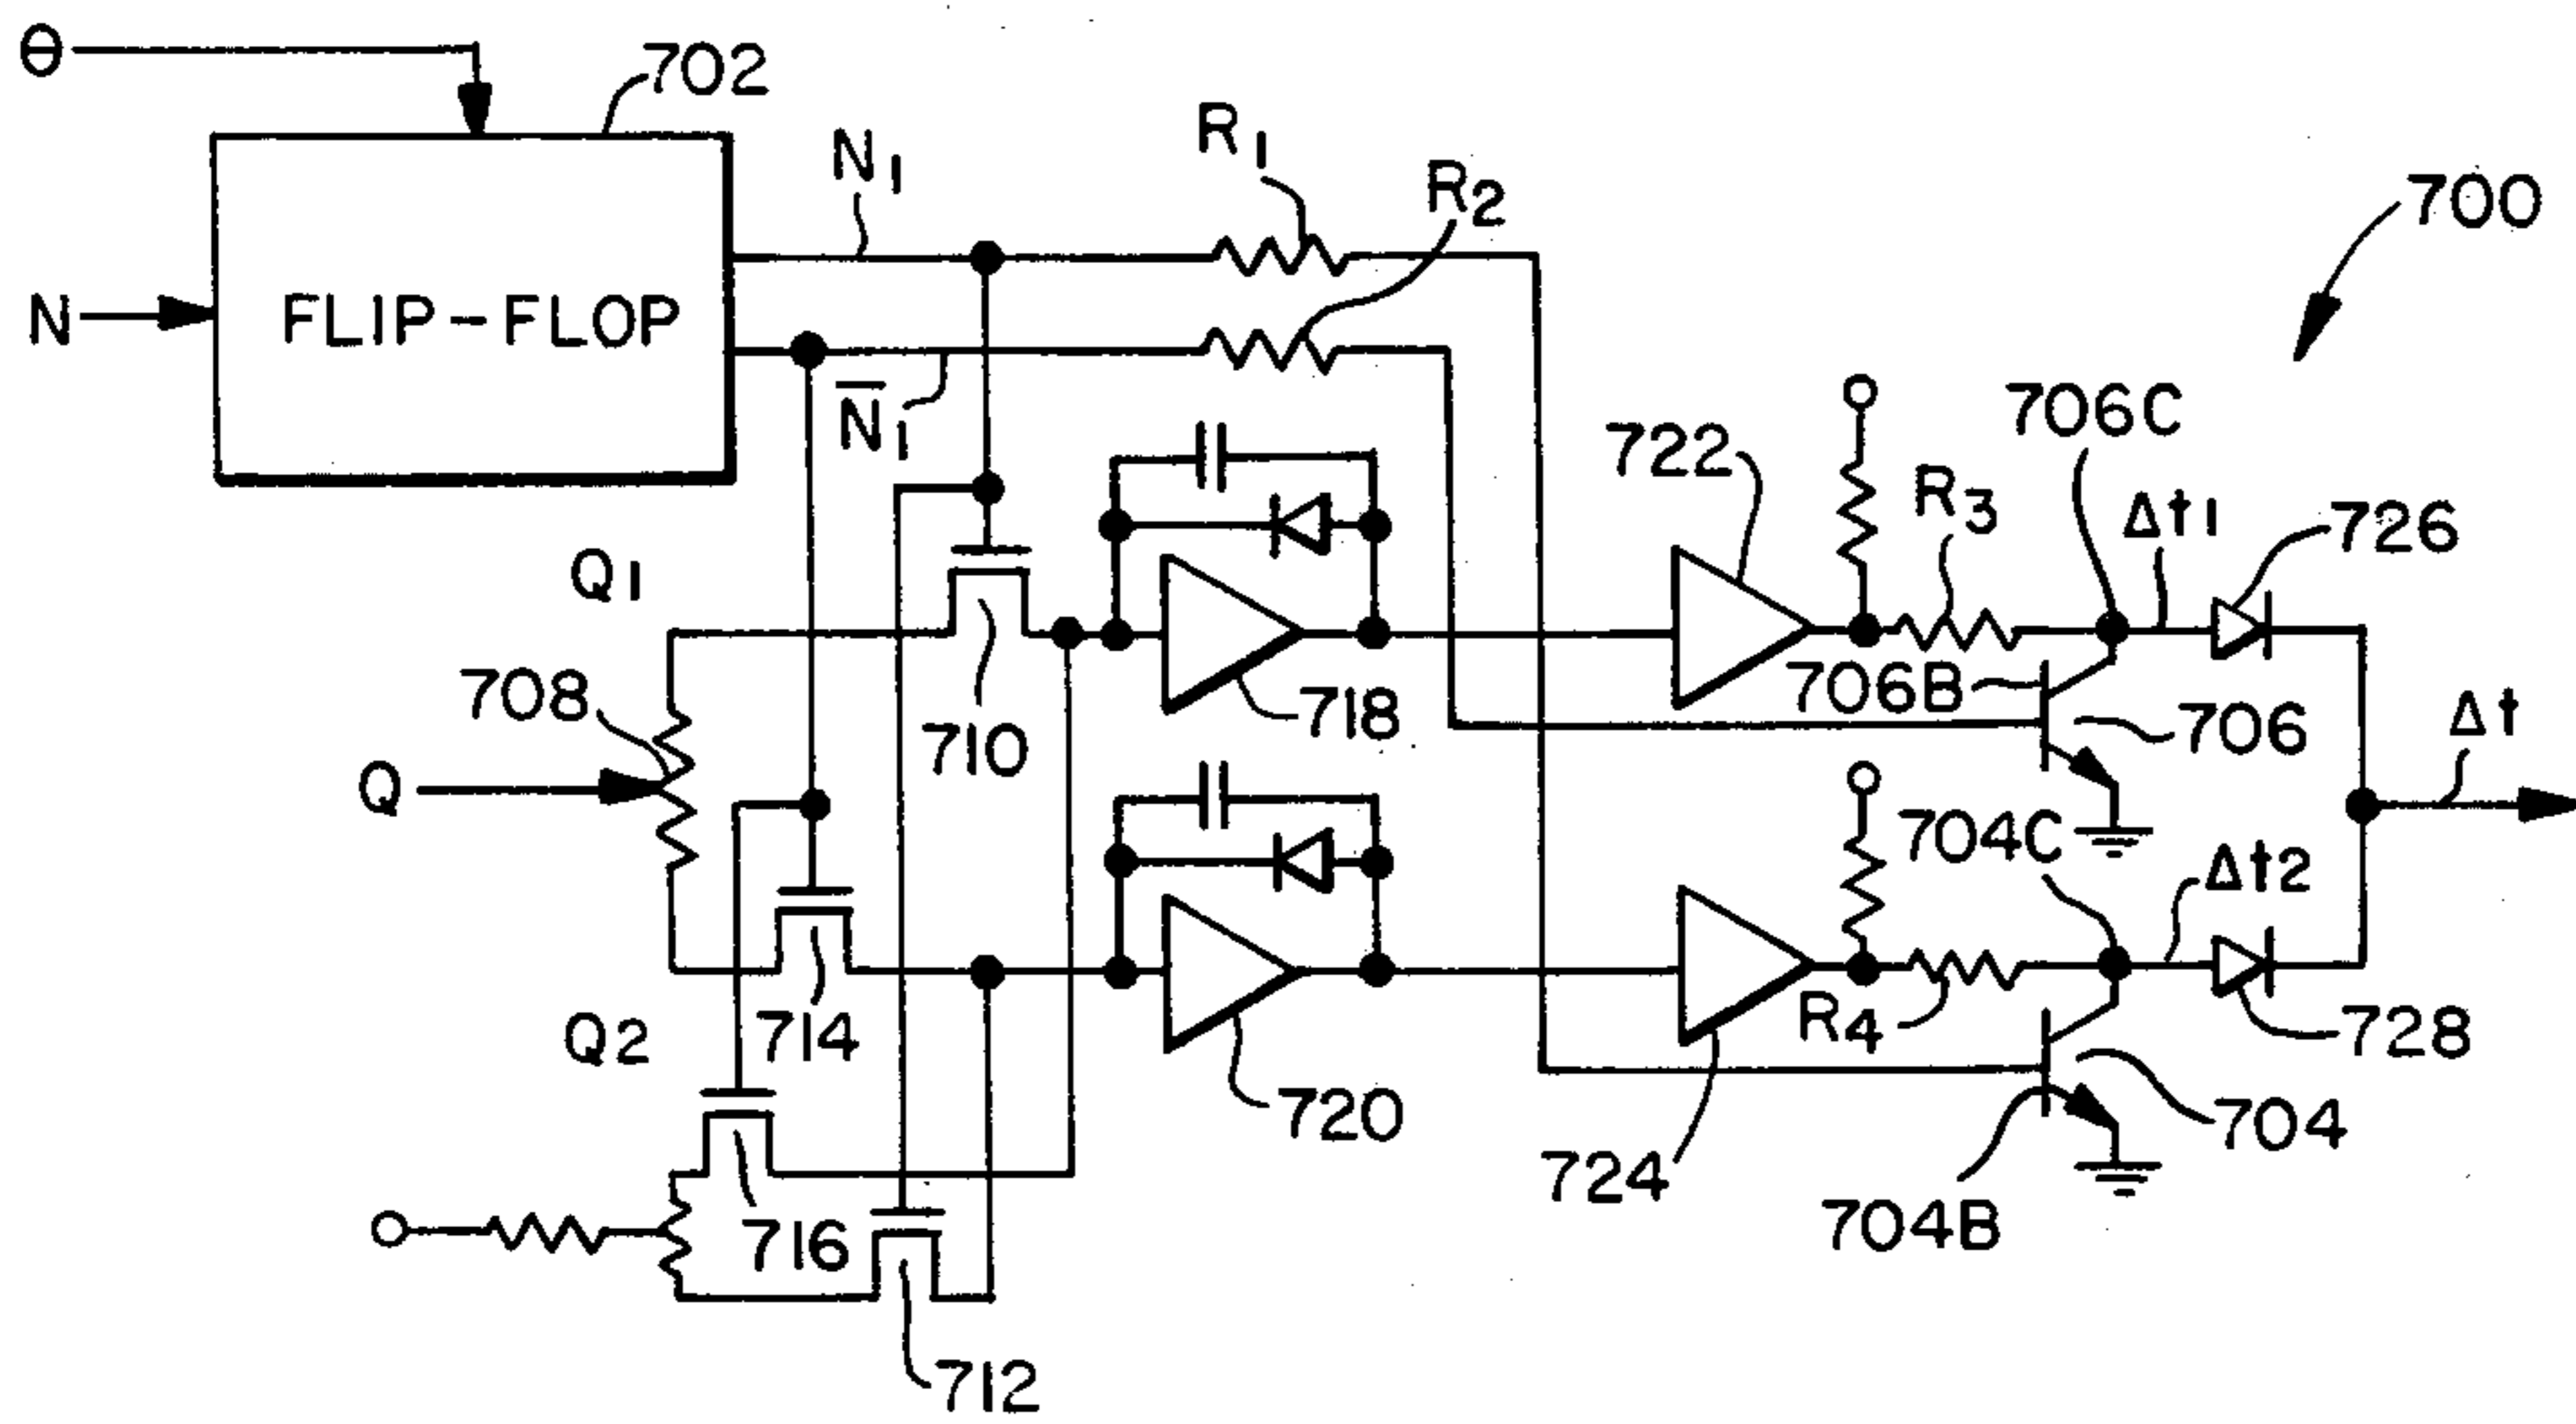 θ
702
N₁
R₁
R₂
700
N
FLIP-FLOP
N̅₁
722
706C
R₃
Δt₁
726
Q₁
708
706B
718
710
706
Δt
Q
704C
Δt₂
714
R₄
728
Q₂
720
704
724
716
704B
712